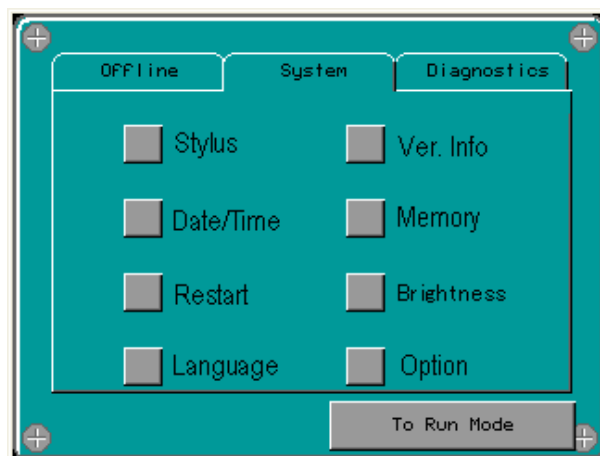 Offline System Diagnostics
Stylus Ver. Info
Date/Time Memory
Restart Brightness
Language Option
To Run Mode